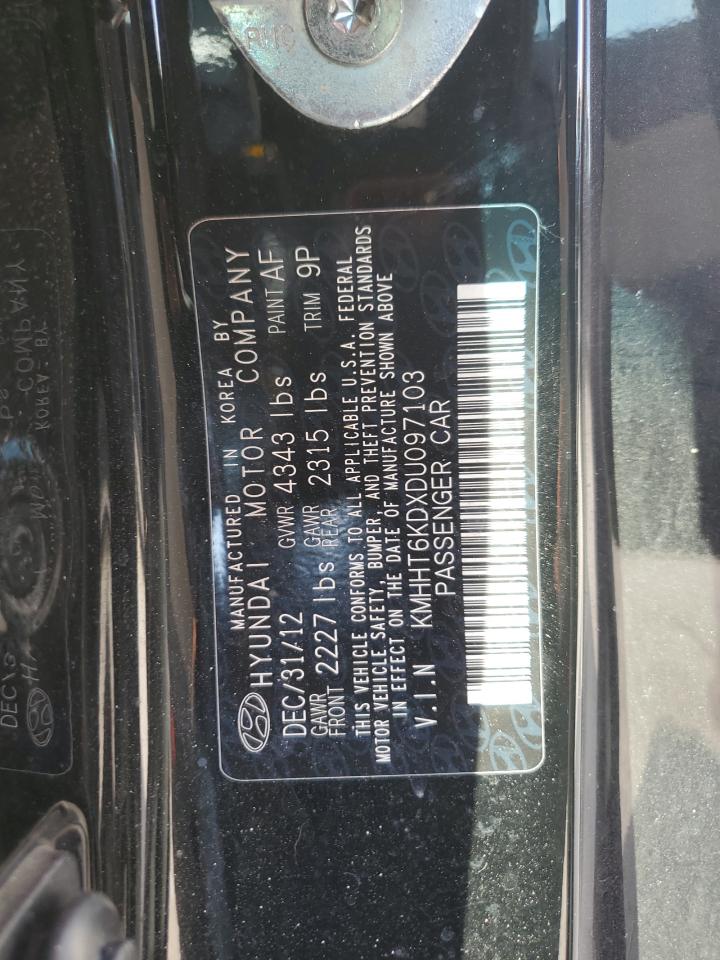 MANUFACTURED IN KOREA BY
HYUNDAI MOTOR COMPANY
DEC/31/12 GVWR 4343 lbs PAINT AF
GAWR FRONT 2227 lbs GAWR REAR 2315 lbs TRIM 9P
THIS VEHICLE CONFORMS TO ALL APPLICABLE U.S.A. FEDERAL
MOTOR VEHICLE SAFETY, BUMPER, AND THEFT PREVENTION STANDARDS
IN EFFECT ON THE DATE OF MANUFACTURE SHOWN ABOVE
V.I.N KMHHT6KDXDU097103
PASSENGER CAR